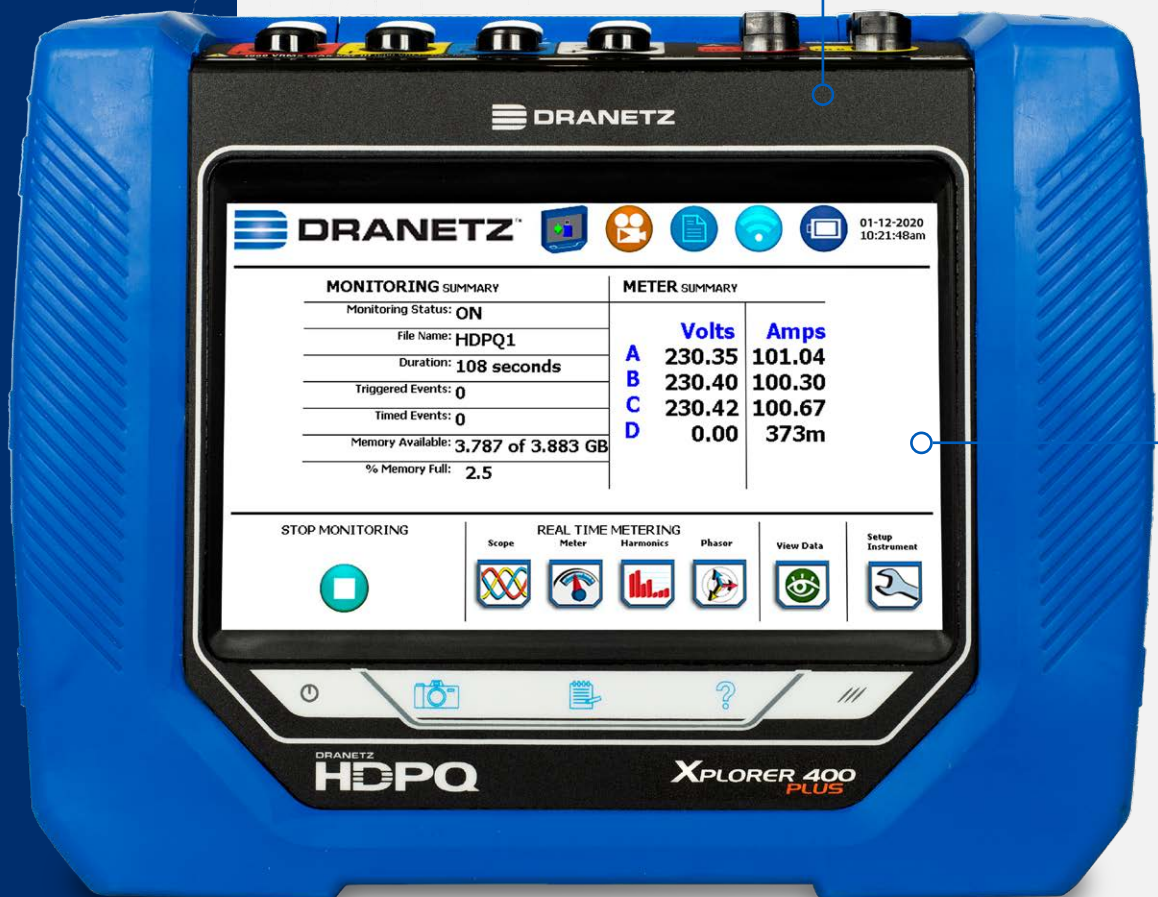 DRANETZ
DRANETZ™
01-12-2020
10:21:48am
MONITORING SUMMARY
Monitoring Status: ON
File Name: HDPQ1
Duration: 108 seconds
Triggered Events: 0
Timed Events: 0
Memory Available: 3.787 of 3.883 GB
% Memory Full: 2.5
METER SUMMARY
Volts Amps
A 230.35 101.04
B 230.40 100.30
C 230.42 100.67
D 0.00 373m
STOP MONITORING
REAL TIME METERING
Scope Meter Harmonics Phasor
View Data
Setup
Instrument
?
DRANETZ
HDPQ
XPLORER 400
PLUS